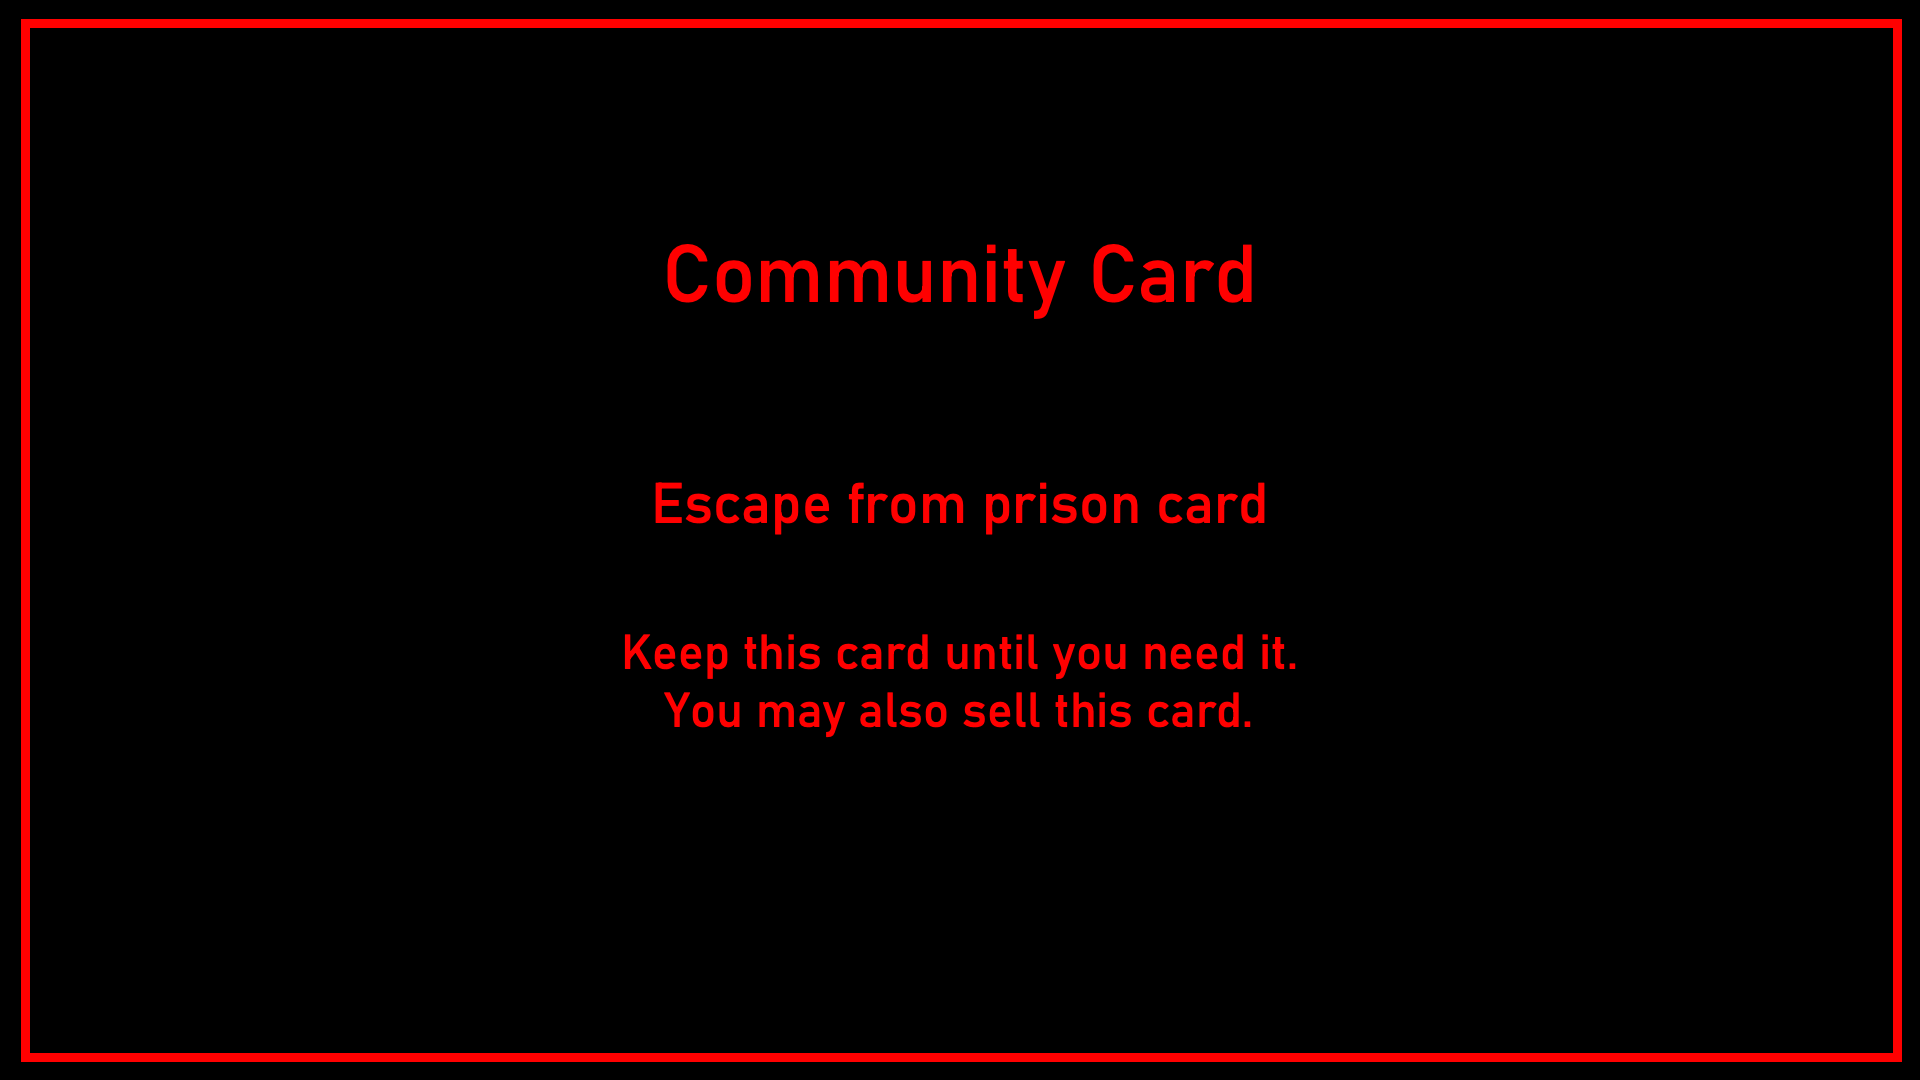 Community Card
Escape from prison card
Keep this card until you need it.
You may also sell this card.